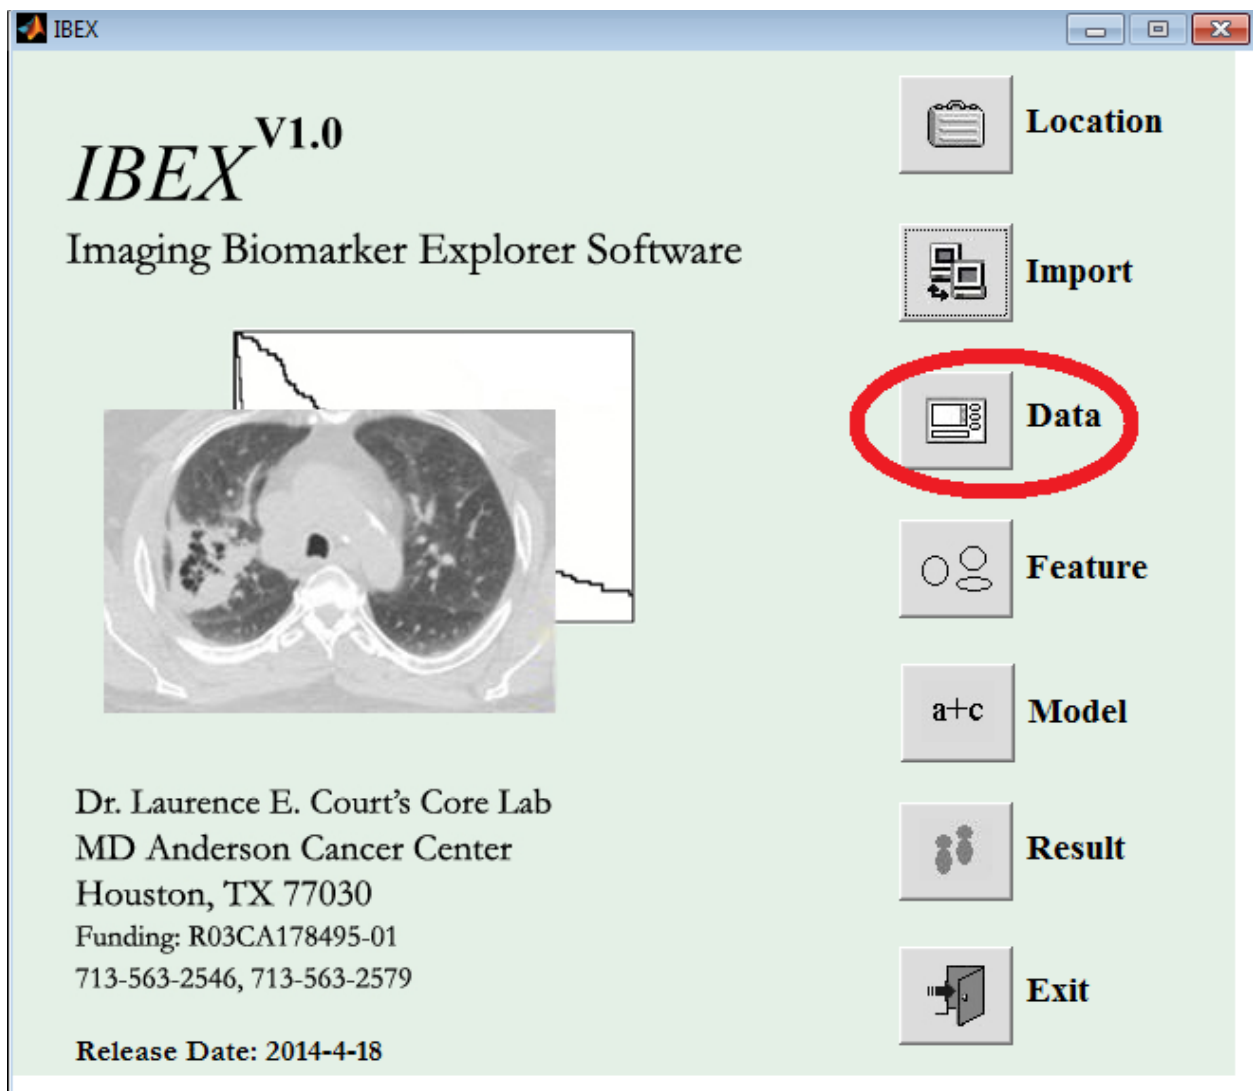 IBEX
IBEX V1.0
Imaging Biomarker Explorer Software
Location
Import
Data
Feature
a+c
Model
Result
Exit
Dr. Laurence E. Court’s Core Lab
MD Anderson Cancer Center
Houston, TX 77030
Funding: R03CA178495-01
713-563-2546, 713-563-2579
Release Date: 2014-4-18